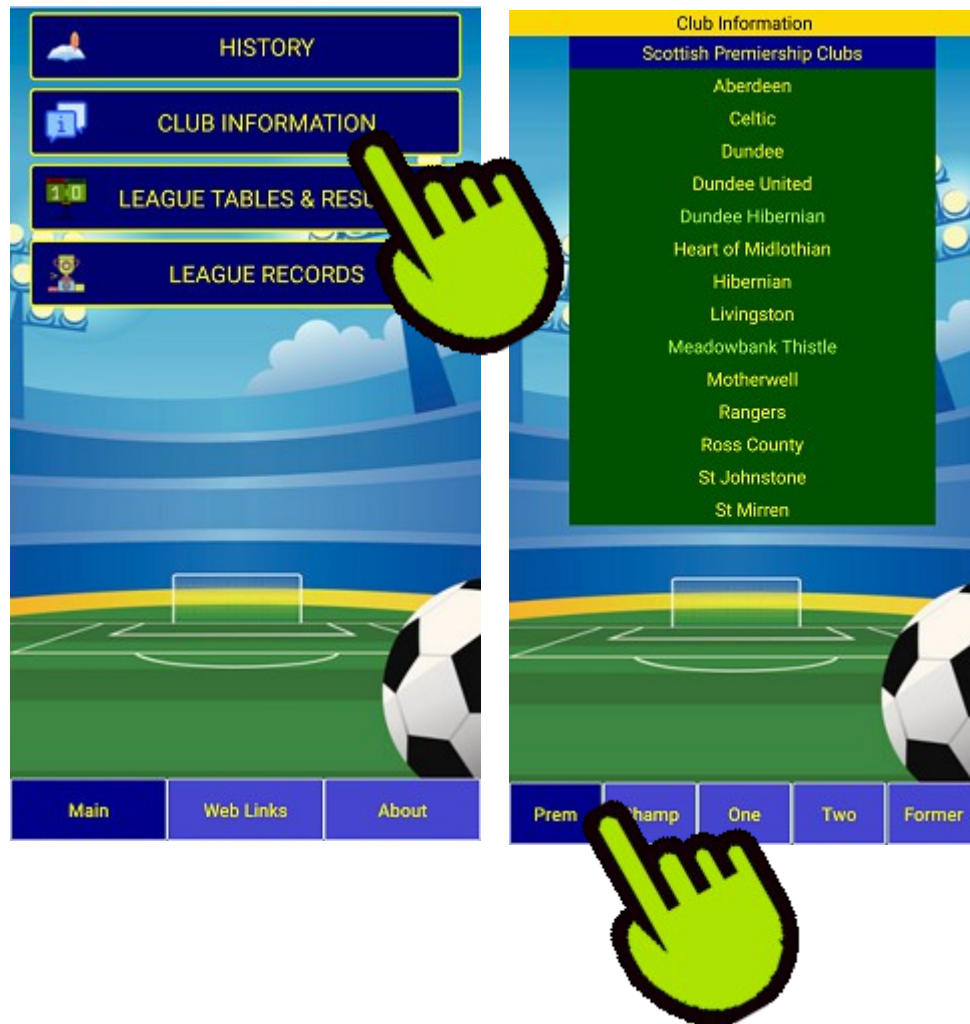 HISTORY
CLUB INFORMATION
LEAGUE TABLES &
LEAGUE RECORDS
Main
Web Links
About
Club Information
Scottish Premiership Clubs
Aberdeen
Celtic
Dundee
Dundee United
Dundee Hibernian
Heart of Midlothian
Hibernian
Livingston
Meadowbank Thistle
Motherwell
Rangers
Ross County
St Johnstone
St Mirren
Prem
Champ
One
Two
Former